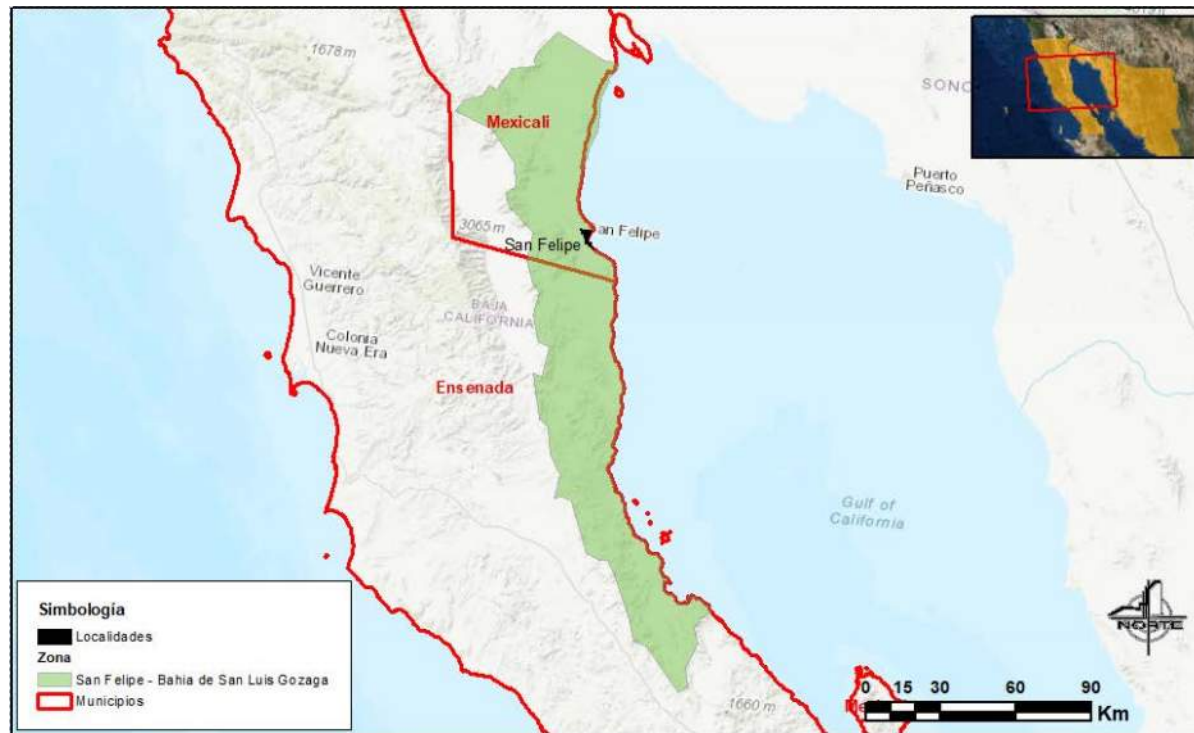 1678 m
SONO
Mexicali
Puerto
Peñasco
3065 m
an Felipe
San Felipe
Vicente
Guerrero
BAJA
CALIFORNIA
Colonia
Nueva Era
Ensenada
Gulf of
California
Simbología
Localidades
Zona
San Felipe - Bahia de San Luis Gozaga
Municipios
NORTE
1660 m
0 15 30 60 90
Km